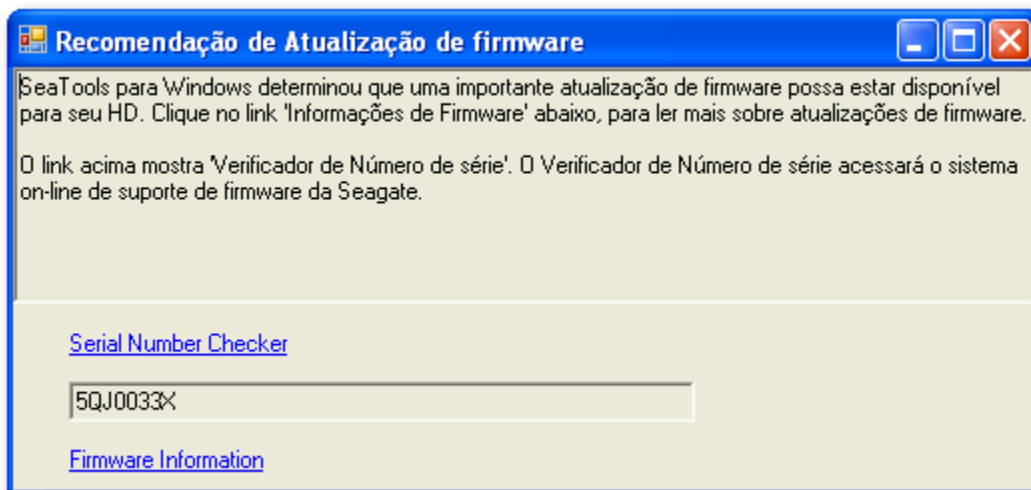 Recomendação de Atualização de firmware
SeaTools para Windows determinou que uma importante atualização de firmware possa estar disponível
para seu HD. Clique no link 'Informações de Firmware' abaixo, para ler mais sobre atualizações de firmware.
O link acima mostra 'Verificador de Número de série'. O Verificador de Número de série acessará o sistema
on-line de suporte de firmware da Seagate.
Serial Number Checker
5QJ0033X
Firmware Information